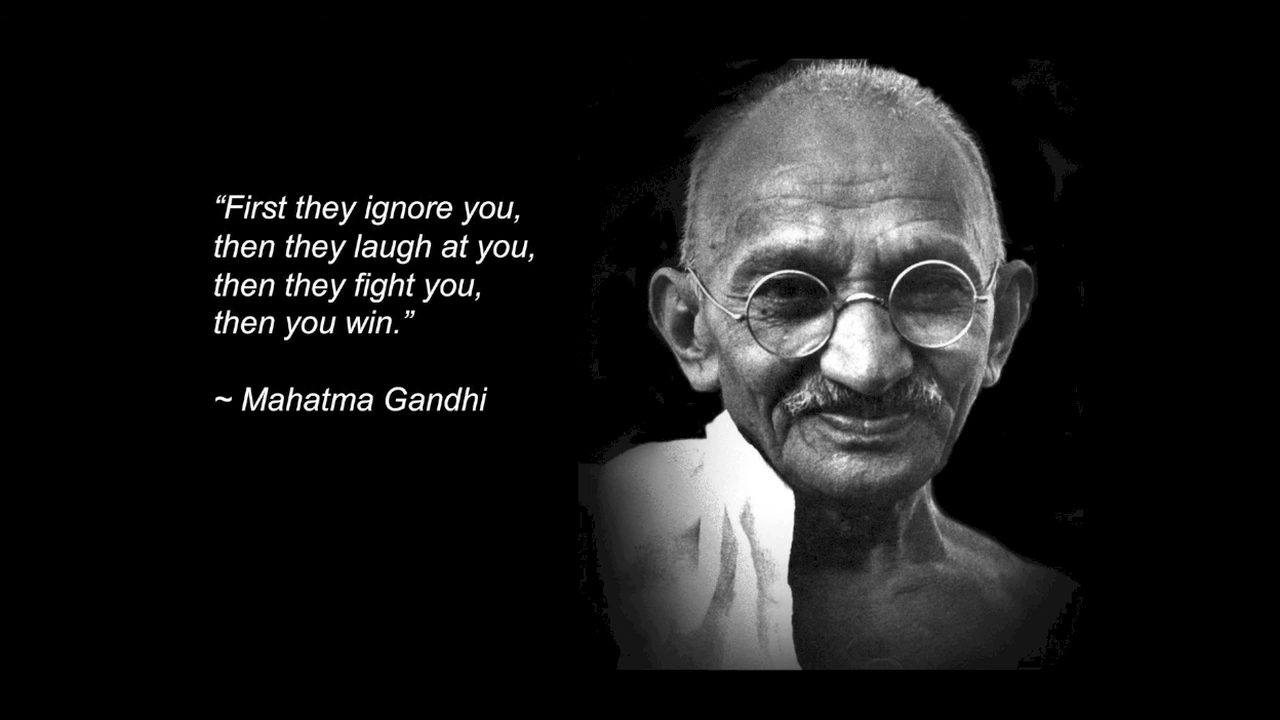 “First they ignore you,
then they laugh at you,
then they fight you,
then you win.”
~ Mahatma Gandhi